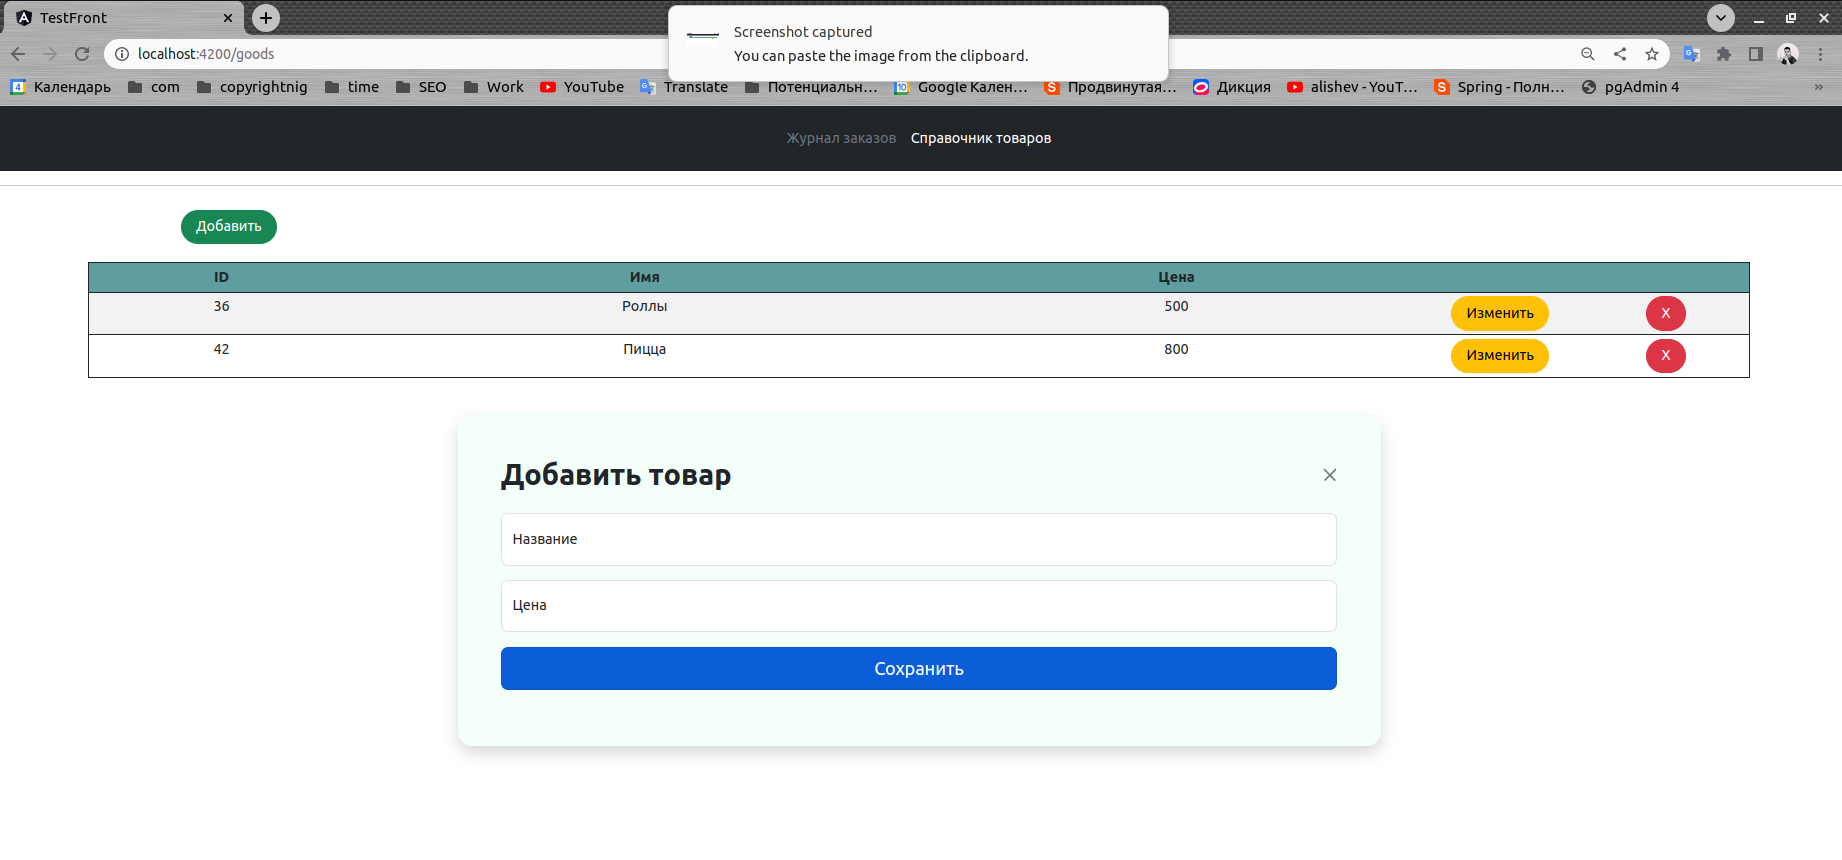 TestFront
Screenshot captured
You can paste the image from the clipboard.
localhost:4200/goods
Календарь com copyrightnig time SEO Work YouTube Translate Потенциальн... Google Кален... Продвинутая... Дикция alishev - YouT... Spring - Полн... pgAdmin 4 »
Журнал заказов Справочник товаров
Добавить
ID Имя Цена
36 Роллы 500 Изменить X
42 Пицца 800 Изменить X
Добавить товар
Название
Цена
Сохранить